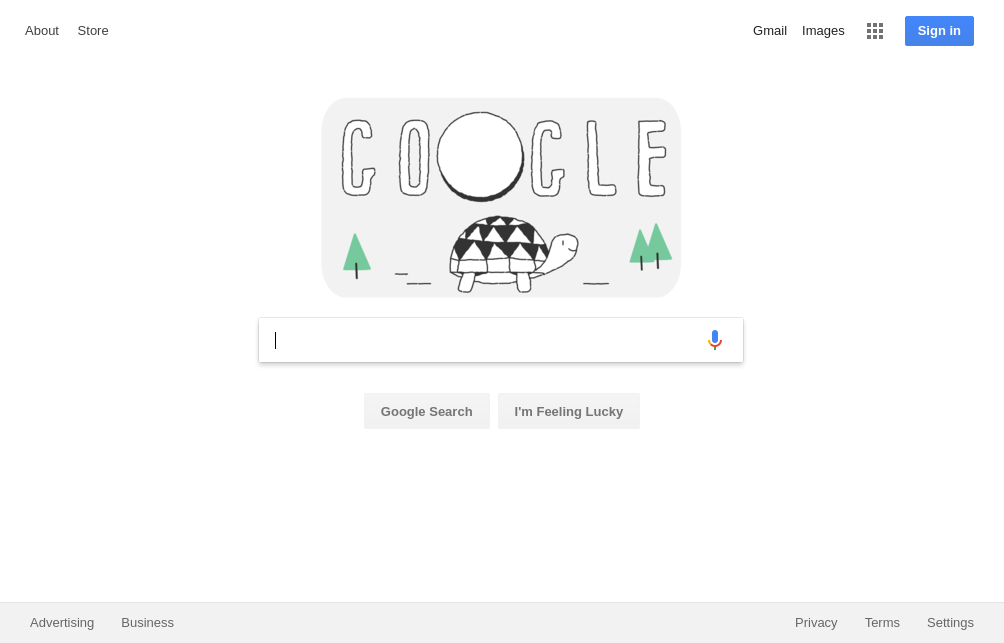 About Store
Gmail Images Sign in
GOOGLE
Google Search I'm Feeling Lucky
Advertising Business
Privacy Terms Settings